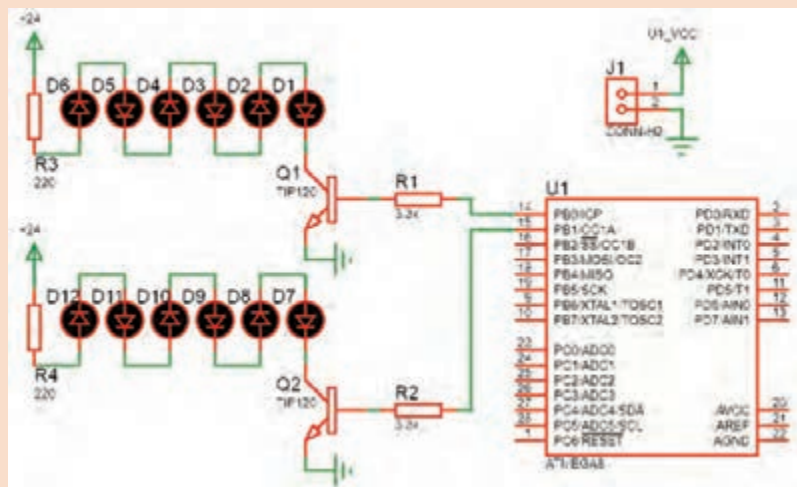 +24
D6 D5 D4 D3 D2 D1
R3
220
Q1
TIP120
R1
U1_VCC
J1
1
2
CONN-H2
+24
D12 D11 D10 D9 D8 D7
R4
220
Q2
TIP120
R2
U1
14 PB0/ICP PD0/RXD 2
15 PB1/OC1A PD1/TXD 3
16 PB2/SS/OC1B PD2/INT0 4
17 PB3/MOSI/OC2 PD3/INT1 5
18 PB4/MISO PD4/XCK/T0 6
19 PB5/SCK PD5/T1 11
9 PB6/XTAL1/TOSC1 PD6/AIN0 12
10 PB7/XTAL2/TOSC2 PD7/AIN1 13
23 PC0/ADC0
24 PC1/ADC1
25 PC2/ADC2
26 PC3/ADC3
27 PC4/ADC4/SDA AVCC 20
28 PC5/ADC5/SCL AREF 21
1 PC6/RESET AGND 22
ATMEGA8